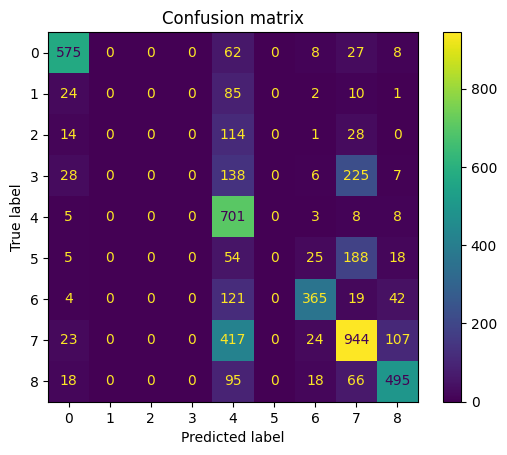 Confusion matrix
0 575 0 0 0 62 0 8 27 8
1 24 0 0 0 85 0 2 10 1
2 14 0 0 0 114 0 1 28 0
3 28 0 0 0 138 0 6 225 7
4 5 0 0 0 701 0 3 8 8
5 5 0 0 0 54 0 25 188 18
6 4 0 0 0 121 0 365 19 42
7 23 0 0 0 417 0 24 944 107
8 18 0 0 0 95 0 18 66 495
0 1 2 3 4 5 6 7 8
True label
Predicted label
800
600
400
200
0